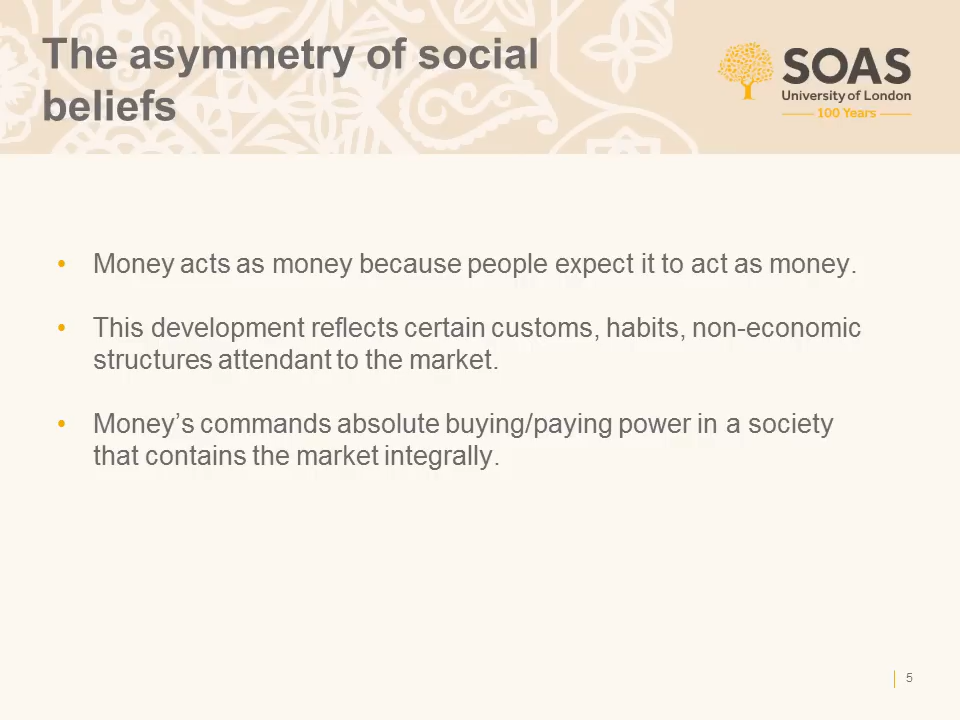 The asymmetry of social
beliefs
SOAS
University of London
100 Years
• Money acts as money because people expect it to act as money.
• This development reflects certain customs, habits, non-economic
structures attendant to the market.
• Money’s commands absolute buying/paying power in a society
that contains the market integrally.
5